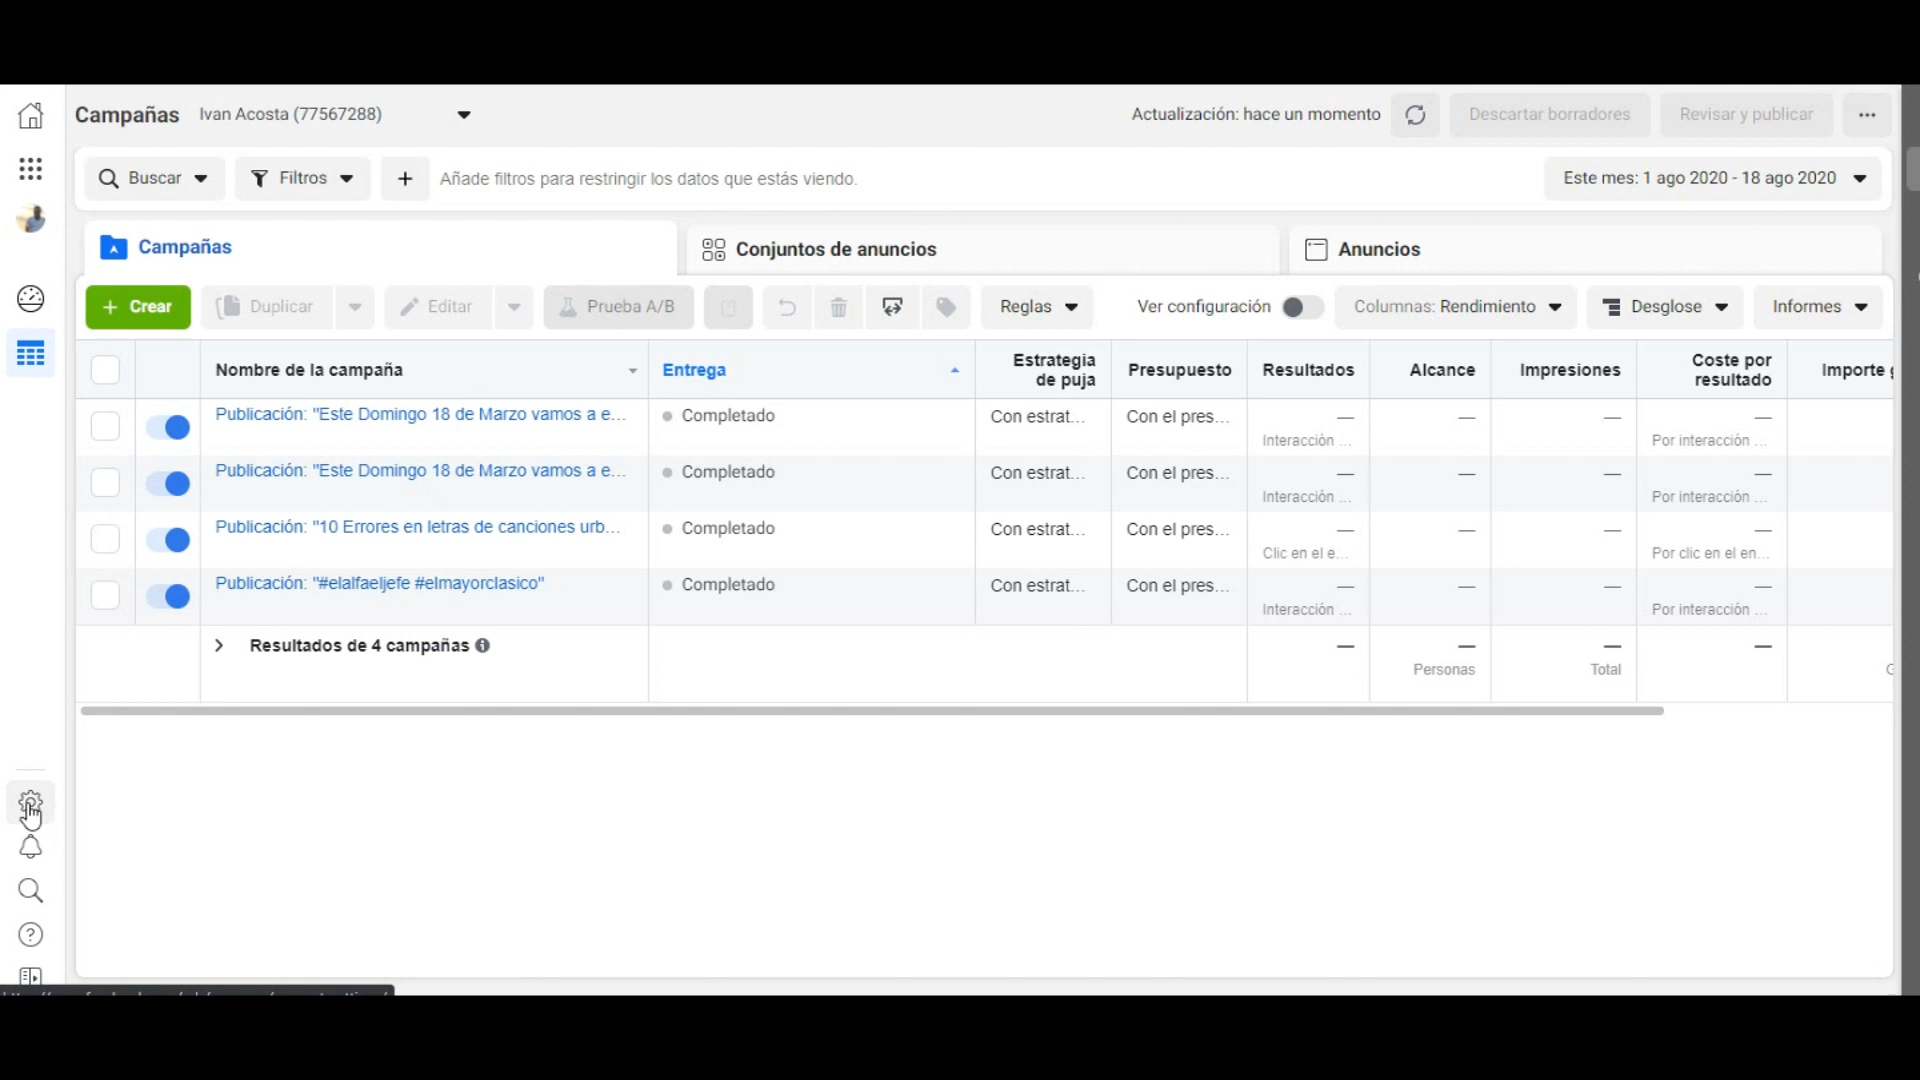 Campañas Ivan Acosta (77567288) Actualización: hace un momento Descartar borradores Revisar y publicar
Buscar Filtros Añade filtros para restringir los datos que estás viendo. Este mes: 1 ago 2020 - 18 ago 2020
Campañas Conjuntos de anuncios Anuncios
+ Crear Duplicar Editar Prueba A/B Reglas Ver configuración Columnas: Rendimiento Desglose Informes
Nombre de la campaña Entrega Estrategia de puja Presupuesto Resultados Alcance Impresiones Coste por resultado Importe
Publicación: "Este Domingo 18 de Marzo vamos a e... Completado Con estrat... Con el pres... — — — —
Interacción ... Por interacción ...
Publicación: "Este Domingo 18 de Marzo vamos a e... Completado Con estrat... Con el pres... — — — —
Interacción ... Por interacción ...
Publicación: "10 Errores en letras de canciones urb... Completado Con estrat... Con el pres... — — — —
Clic en el e... Por clic en el en...
Publicación: "#elalfaeljefe #elmayorclasico" Completado Con estrat... Con el pres... — — — —
Interacción ... Por interacción ...
Resultados de 4 campañas — — — —
Personas Total